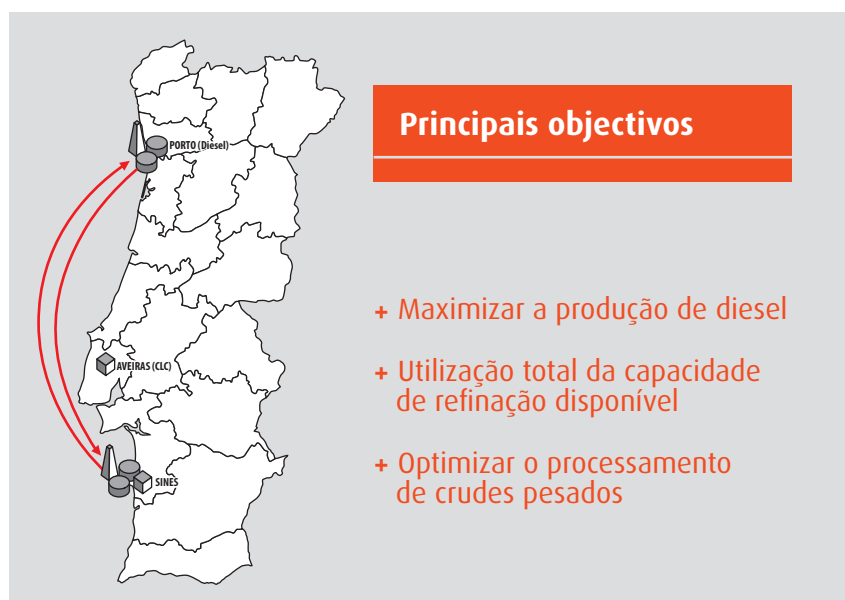 PORTO (Diesel)
AVEIRAS (CLC)
SINES
Principais objectivos
+ Maximizar a produção de diesel
+ Utilização total da capacidade
de refinação disponível
+ Optimizar o processamento
de crudes pesados